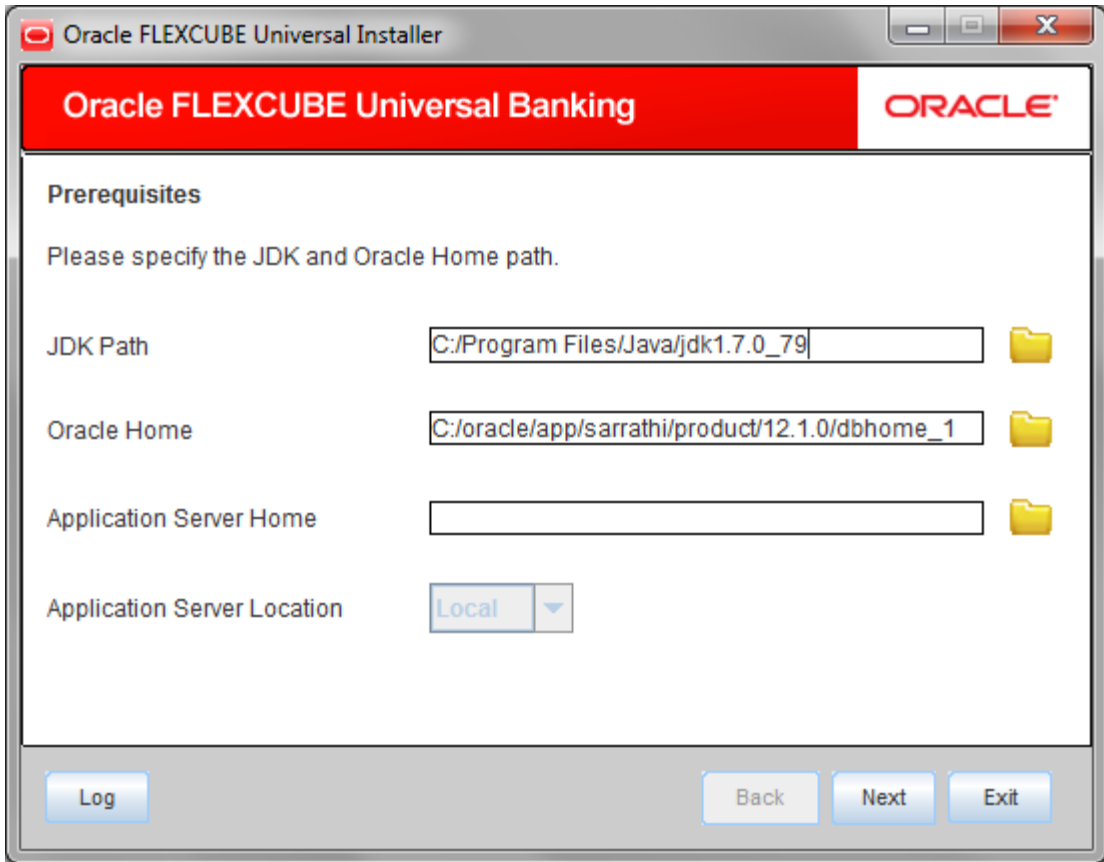 Oracle FLEXCUBE Universal Installer
Oracle FLEXCUBE Universal Banking
ORACLE
Prerequisites
Please specify the JDK and Oracle Home path.
JDK Path
C:/Program Files/Java/jdk1.7.0_79
Oracle Home
C:/oracle/app/sarrathi/product/12.1.0/dbhome_1
Application Server Home
Application Server Location
Local
Log
Back
Next
Exit